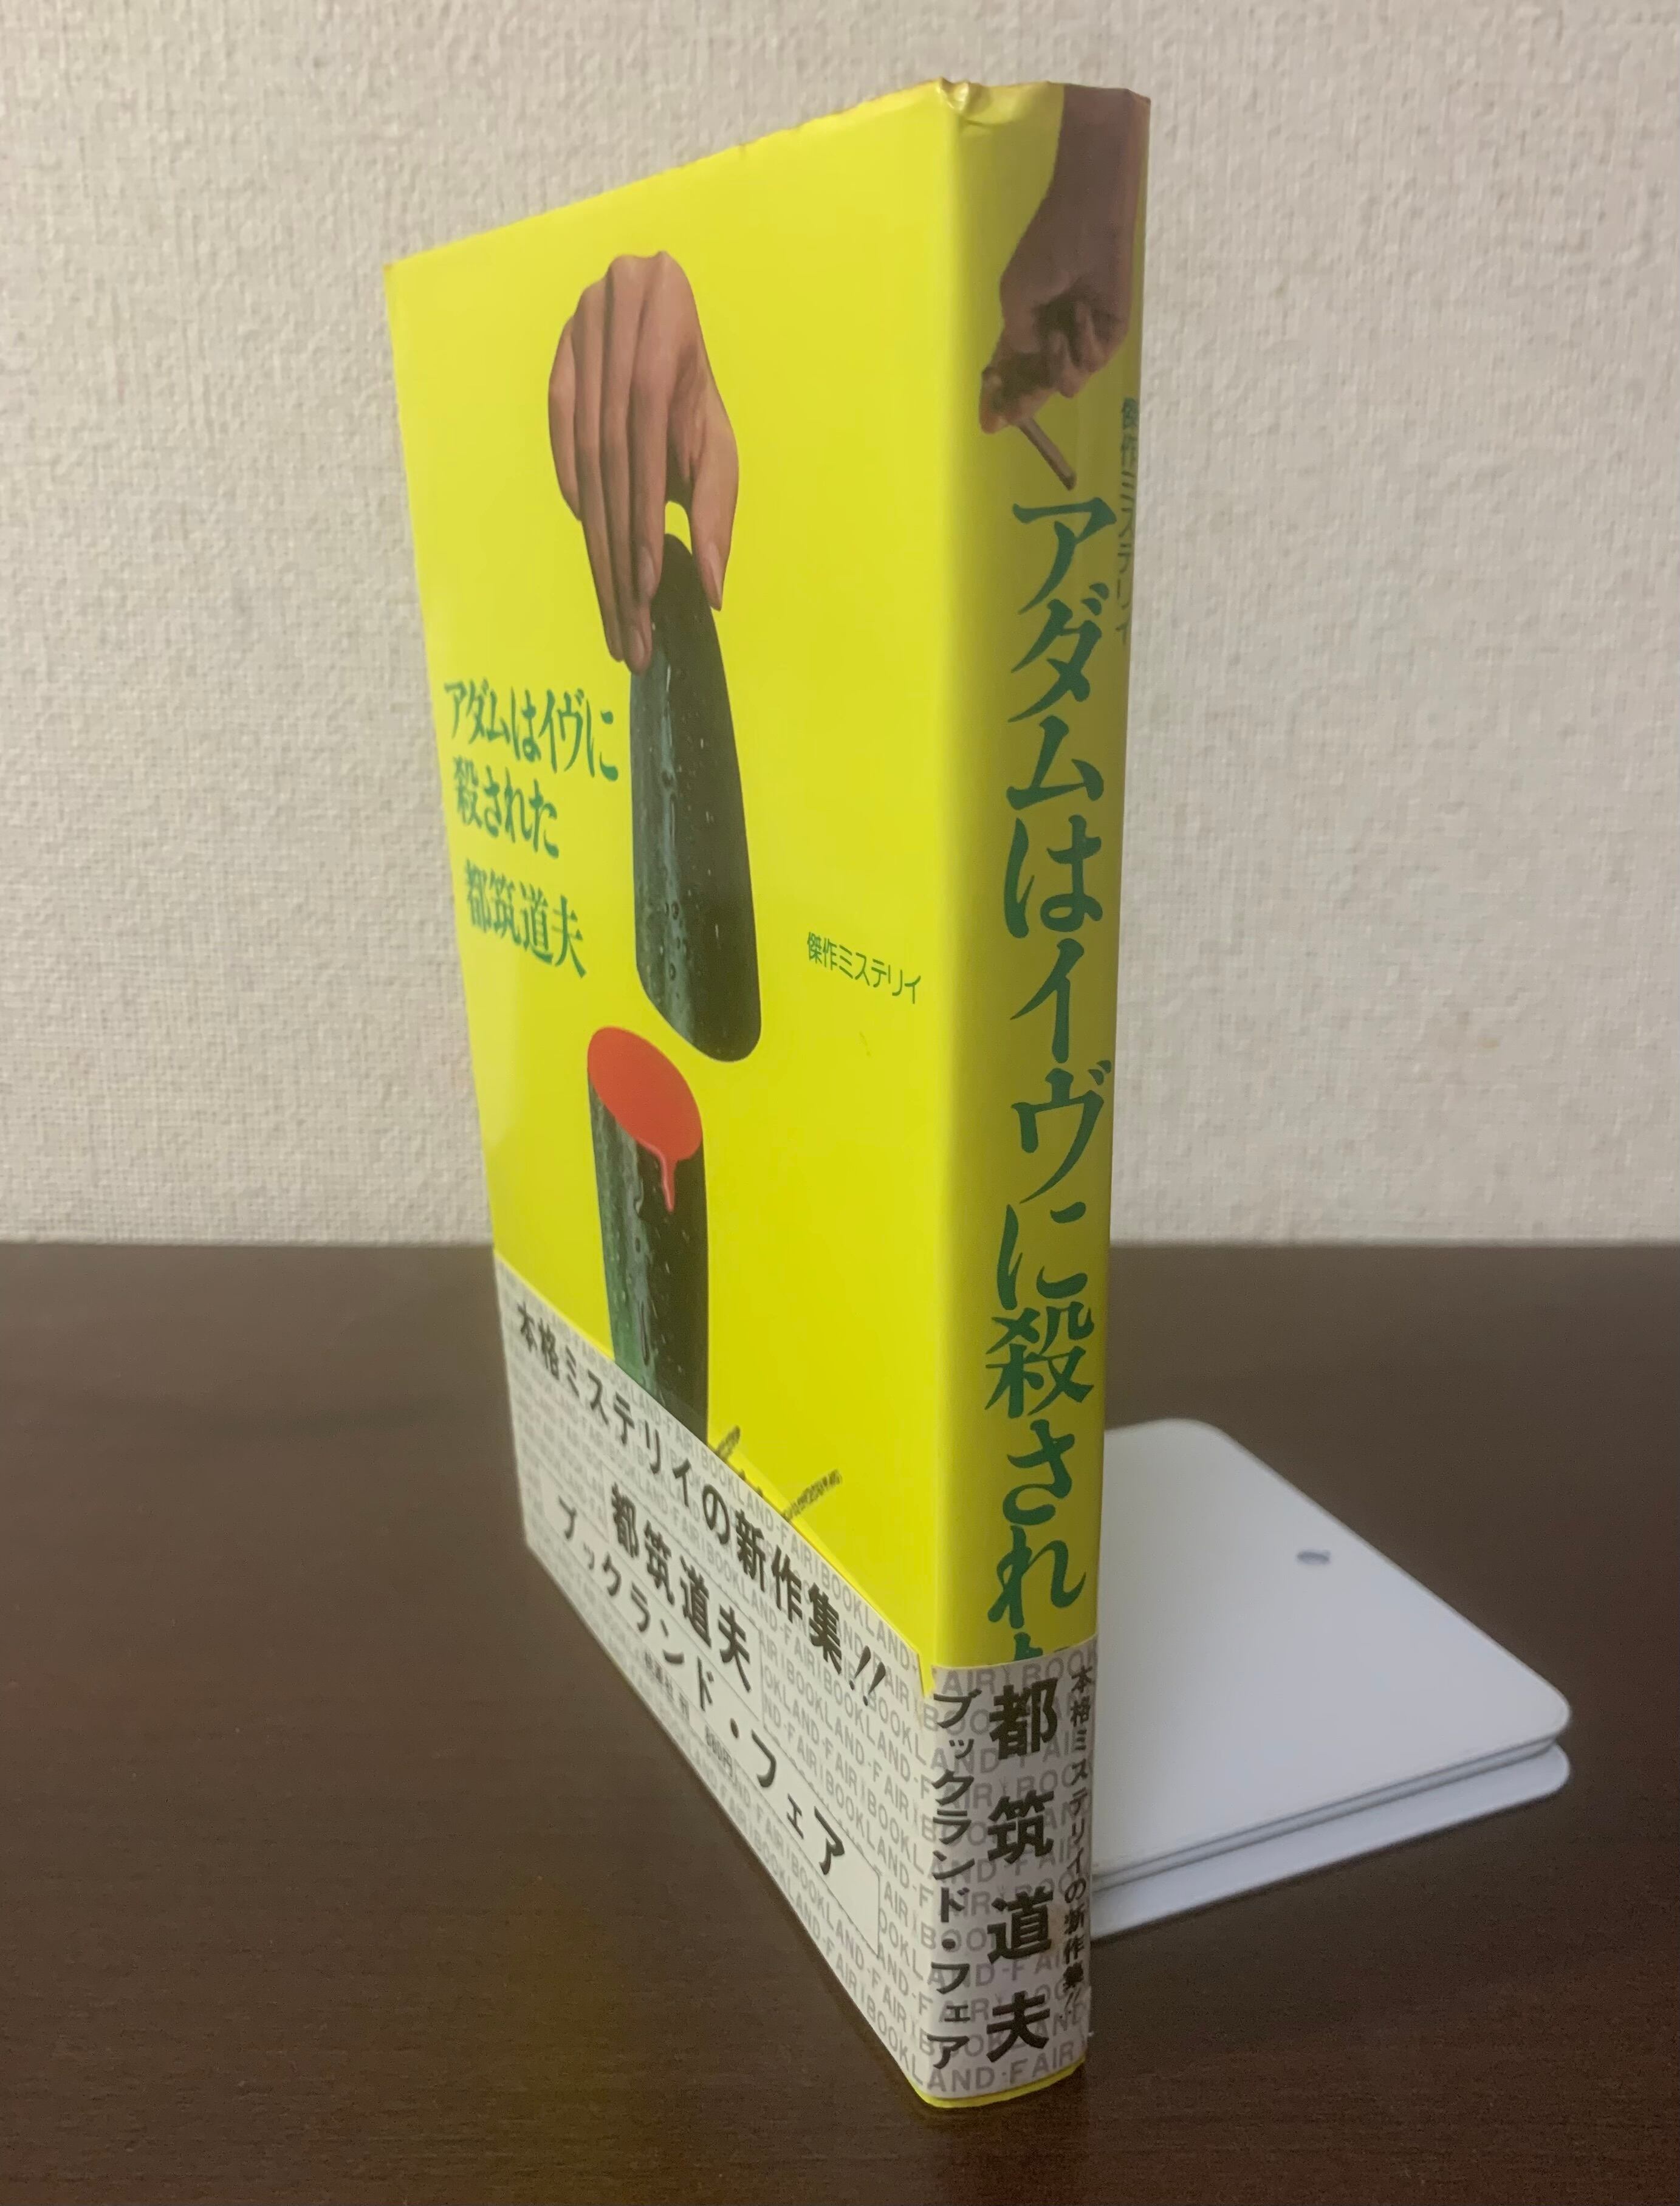 アダムはイヴに
殺された
都筑道夫
傑作ミステリイ
本格ミステリイの新作集!!
都筑道夫
ブックランド・フェア
傑作ミステリイ
アダムはイヴに殺された
本格ミステリイの新作集!!
都筑道夫
ブックランド・フェア
BOOKLAND-FAIR